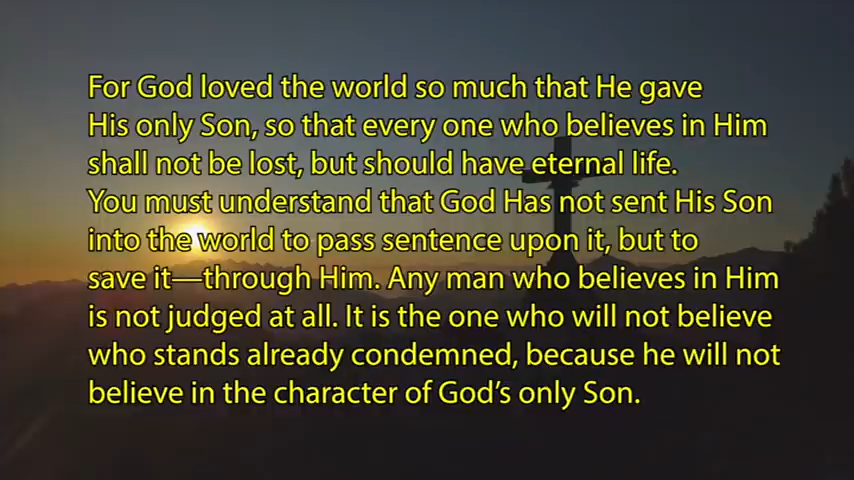 For God loved the world so much that He gave
His only Son, so that every one who believes in Him
shall not be lost, but should have eternal life.
You must understand that God Has not sent His Son
into the world to pass sentence upon it, but to
save it—through Him. Any man who believes in Him
is not judged at all. It is the one who will not believe
who stands already condemned, because he will not
believe in the character of God’s only Son.